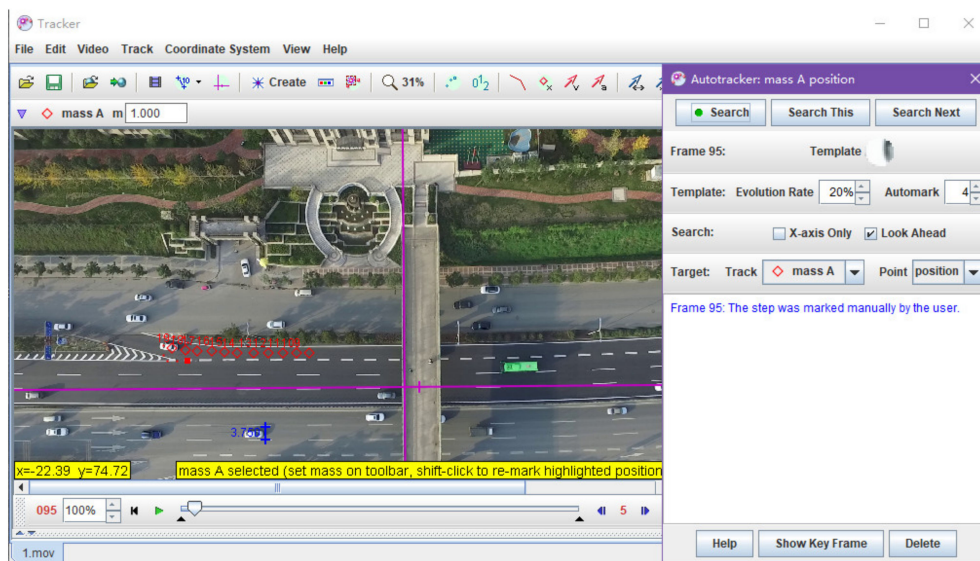 Tracker
File Edit Video Track Coordinate System View Help
Create 31%
mass A m 1.000
x=-22.39 y=74.72 mass A selected (set mass on toolbar, shift-click to re-mark highlighted position
095 100% 5
1.mov
Autotracker: mass A position
Search Search This Search Next
Frame 95: Template
Template: Evolution Rate 20% Automark 4
Search: X-axis Only Look Ahead
Target: Track mass A Point position
Frame 95: The step was marked manually by the user.
Help Show Key Frame Delete